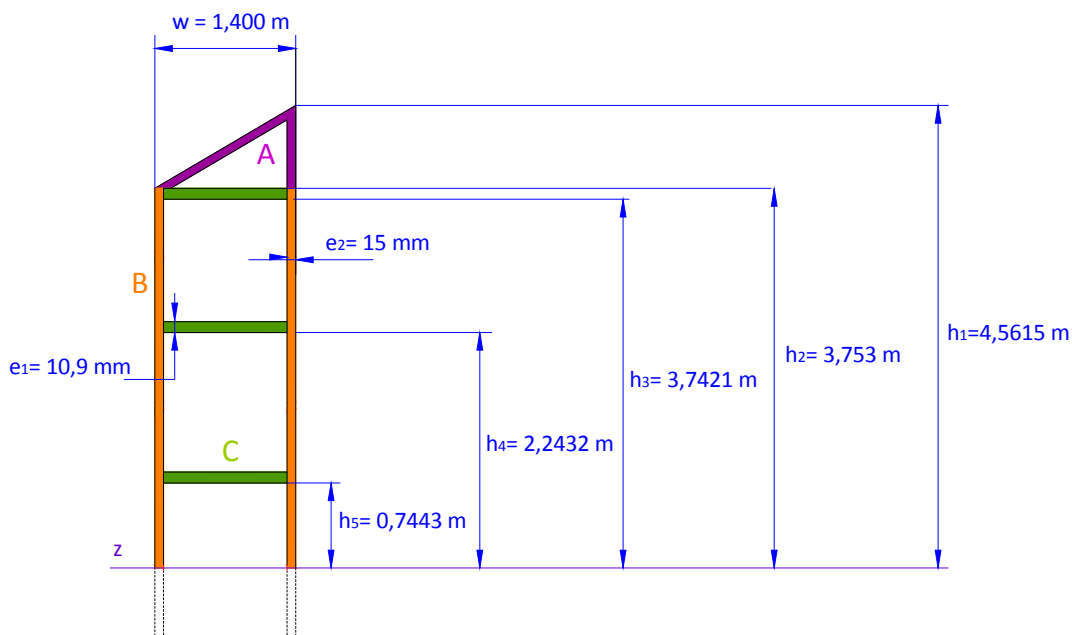 w = 1,400 m
A
e2= 15 mm
B
h1=4,5615 m
h2= 3,753 m
e1= 10,9 mm
h3= 3,7421 m
h4= 2,2432 m
C
h5= 0,7443 m
z